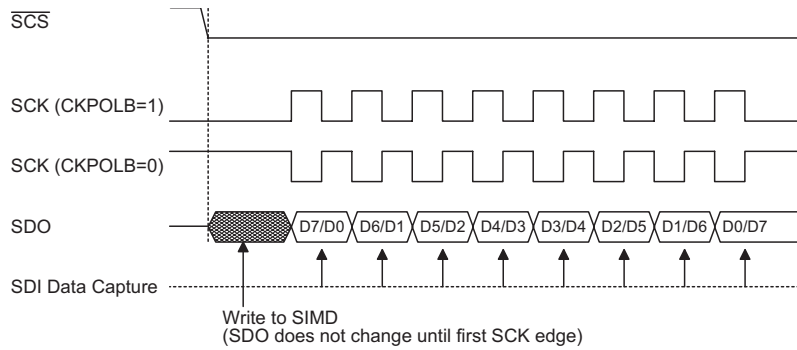 SCS
SCK (CKPOLB=1)
SCK (CKPOLB=0)
SDO D7/D0 D6/D1 D5/D2 D4/D3 D3/D4 D2/D5 D1/D6 D0/D7
SDI Data Capture
Write to SIMD
(SDO does not change until first SCK edge)